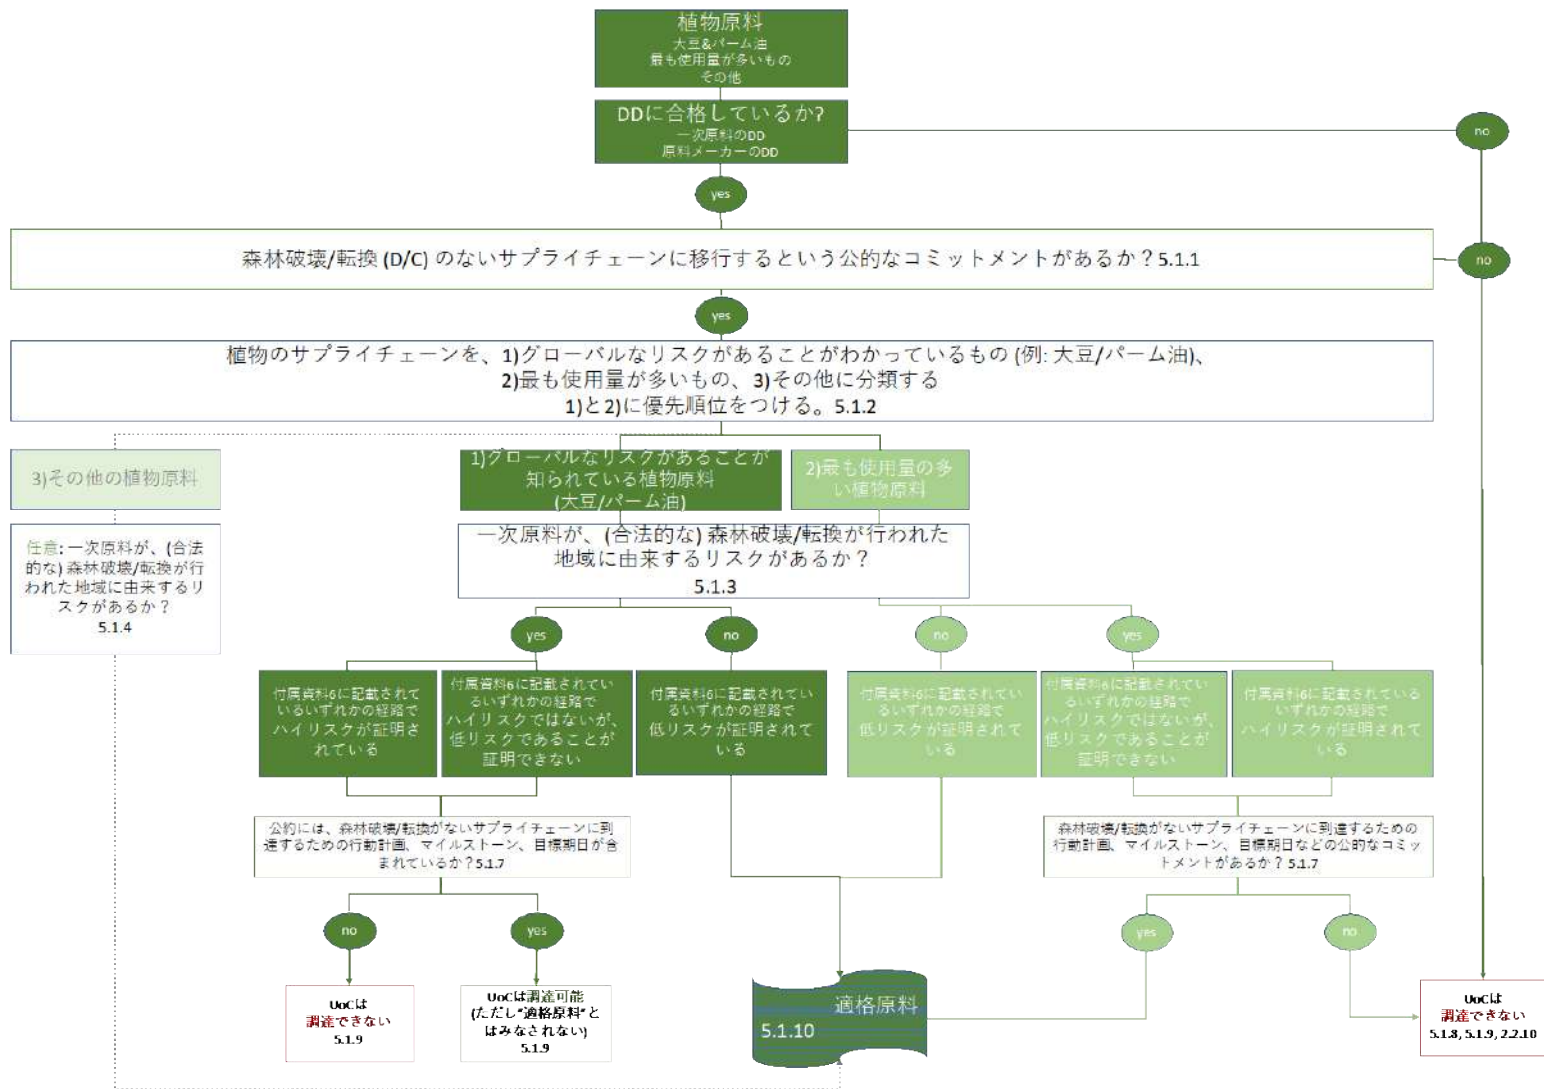 植物原料
大豆&パーム油
最も使用量が多いもの
その他
DDに合格しているか?
一次原料のDD
原料メーカーのDD
no
yes
森林破壊/転換 (D/C) のないサプライチェーンに移行するという公的なコミットメントがあるか？5.1.1
no
yes
植物のサプライチェーンを、1)グローバルなリスクがあることがわかっているもの (例: 大豆/パーム油)、
2)最も使用量が多いもの、3)その他に分類する
1)と2)に優先順位をつける。5.1.2
3)その他の植物原料
1)グローバルなリスクがあることが
知られている植物原料
(大豆/パーム油)
2)最も使用量の多
い植物原料
任意: 一次原料が、(合法
的な) 森林破壊/転換が行
われた地域に由来するリ
スクがあるか？
5.1.4
一次原料が、(合法的な) 森林破壊/転換が行われた
地域に由来するリスクがあるか？
5.1.3
yes
no
no
yes
付属資料6に記載されて
いるいずれかの経路で
ハイリスクが証明さ
れている
付属資料6に記載されてい
るいずれかの経路で
ハイリスクではないが、
低リスクであることが
証明できない
付属資料6に記載されてい
るいずれかの経路で
低リスクが証明されて
いる
付属資料6に記載されてい
るいずれかの経路で
低リスクが証明されて
いる
付属資料6に記載されてい
るいずれかの経路で
ハイリスクではないが、
低リスクであることが
証明できない
付属資料6に記載されている
いずれかの経路で
ハイリスクが証明されて
いる
公約には、森林破壊/転換がないサプライチェーンに到
達するための行動計画、マイルストーン、目標期日が含
まれているか？5.1.7
森林破壊/転換がないサプライチェーンに到達するための
行動計画、マイルストーン、目標期日などの公的なコミッ
トメントがあるか？ 5.1.7
no
yes
yes
no
UoCは
調達できない
5.1.9
UoCは調達可能
(ただし"適格原料"と
はみなされない)
5.1.9
適格原料
5.1.10
UoCは
調達できない
5.1.8, 5.1.9, 2.2.10